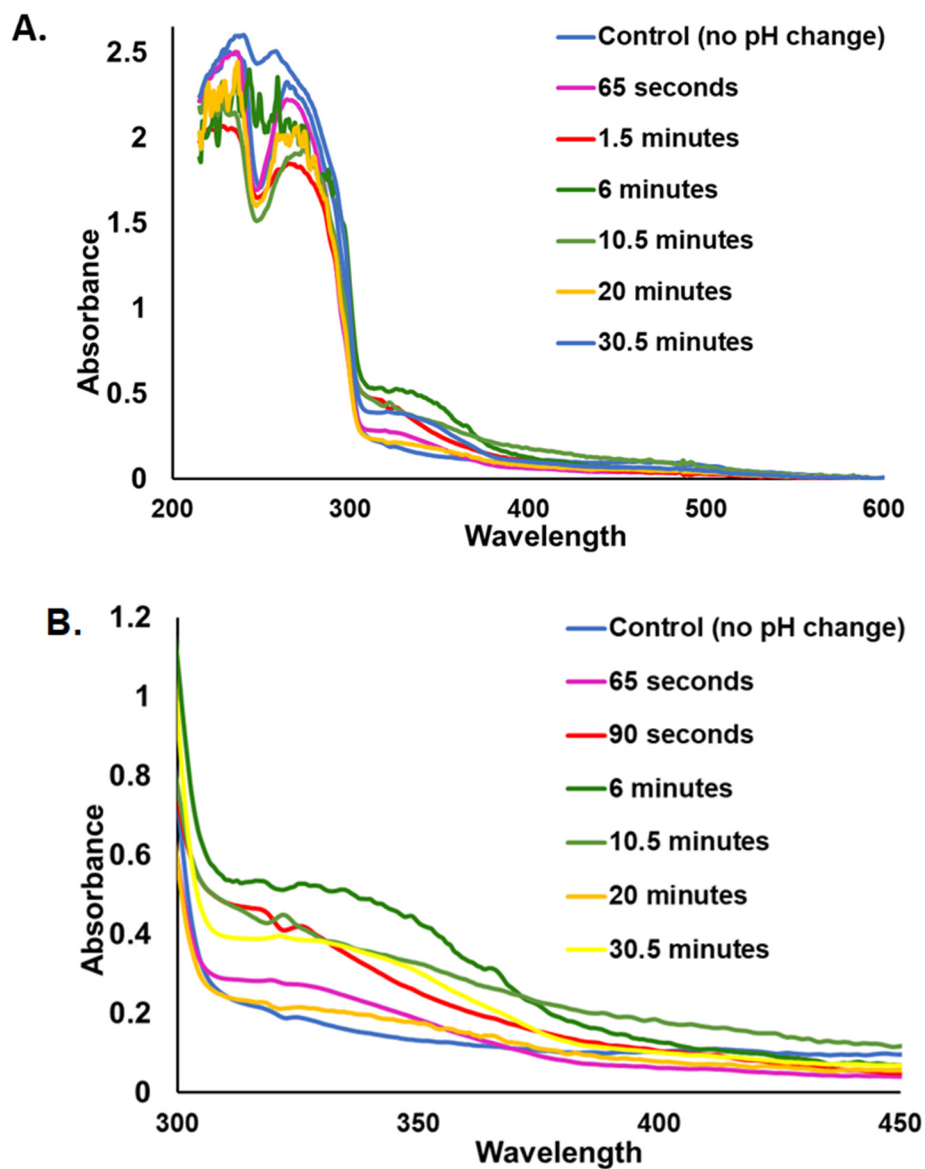 A.
Absorbance
2.5
2
1.5
1
0.5
0
200
300
400
500
600
Wavelength
Control (no pH change)
65 seconds
1.5 minutes
6 minutes
10.5 minutes
20 minutes
30.5 minutes
B.
Absorbance
1.2
1
0.8
0.6
0.4
0.2
0
300
350
400
450
Wavelength
Control (no pH change)
65 seconds
90 seconds
6 minutes
10.5 minutes
20 minutes
30.5 minutes